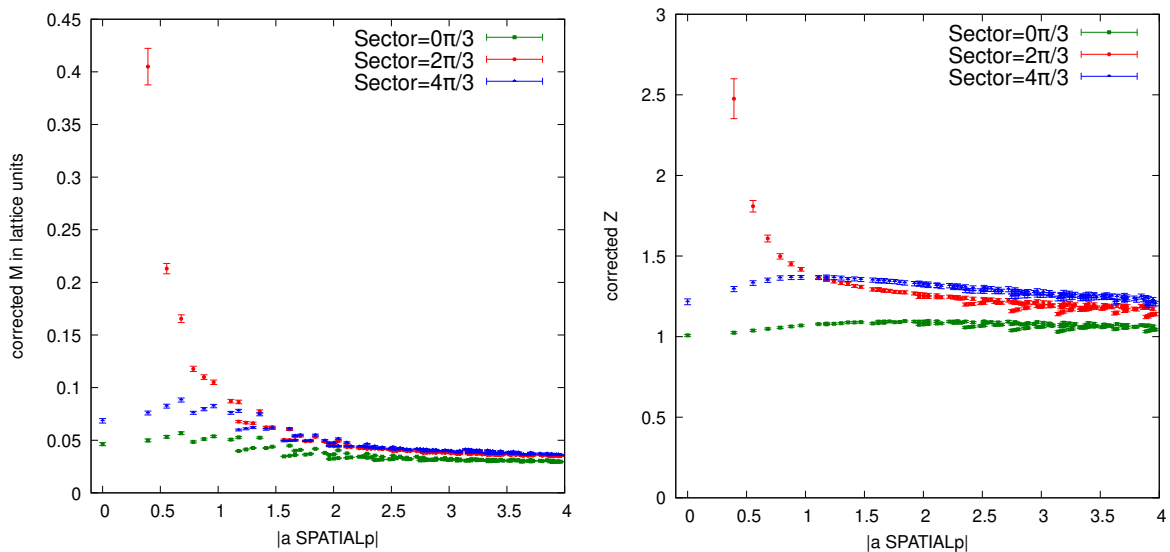 corrected M in lattice units
0.45
0.4
0.35
0.3
0.25
0.2
0.15
0.1
0.05
0
Sector=0π/3
Sector=2π/3
Sector=4π/3
0 0.5 1 1.5 2 2.5 3 3.5 4
|a SPATIALp|
corrected Z
3
2.5
2
1.5
1
0.5
0
Sector=0π/3
Sector=2π/3
Sector=4π/3
0 0.5 1 1.5 2 2.5 3 3.5 4
|a SPATIALp|